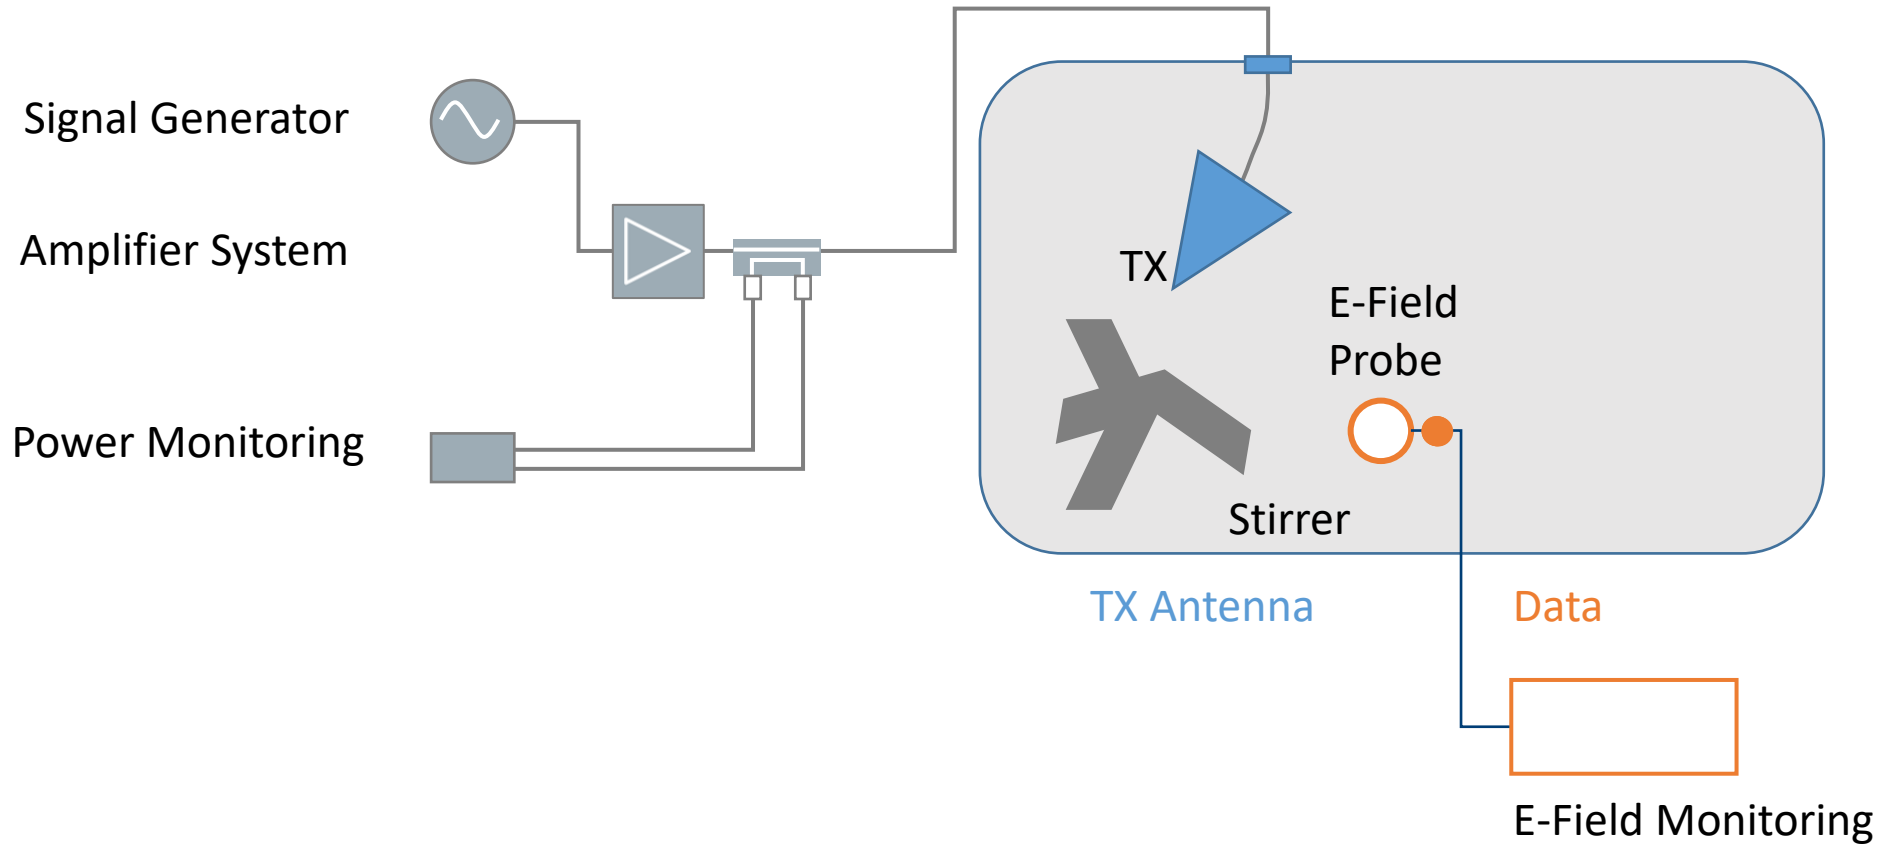 Signal Generator
Amplifier System
Power Monitoring
TX
E-Field
Probe
Stirrer
TX Antenna
Data
E-Field Monitoring